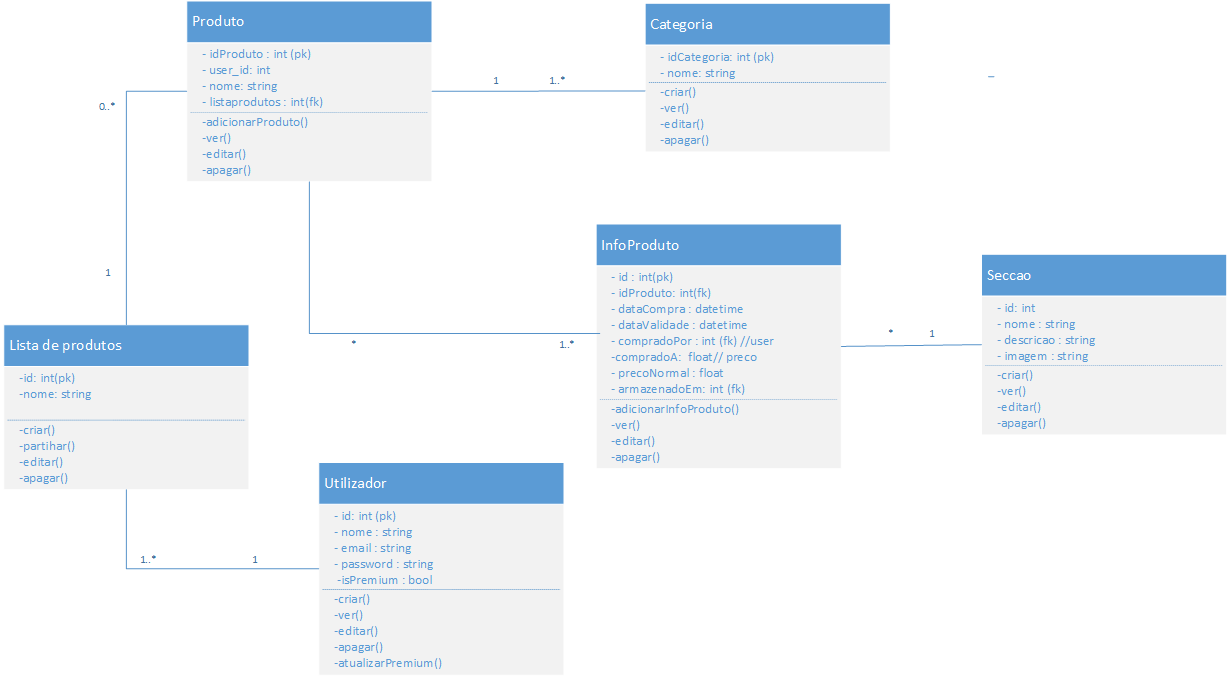 Produto
- idProduto : int (pk)
- user_id: int
- nome: string
- listaprodutos : int(fk)
-adicionarProduto()
-ver()
-editar()
-apagar()
Categoria
- idCategoria: int (pk)
- nome: string
-criar()
-ver()
-editar()
-apagar()
1
1..*
0..*
1
InfoProduto
- id : int(pk)
- idProduto: int(fk)
- dataCompra : datetime
- dataValidade : datetime
- compradoPor : int (fk) //user
-compradoA: float// preco
- precoNormal : float
- armazenadoEm: int (fk)
-adicionarInfoProduto()
-ver()
-editar()
-apagar()
*
1..*
Seccao
- id: int
- nome : string
- descricao : string
- imagem : string
-criar()
-ver()
-editar()
-apagar()
*
1
Lista de produtos
-id: int(pk)
-nome: string
-criar()
-partihar()
-editar()
-apagar()
1..*
1
Utilizador
- id: int (pk)
- nome : string
- email : string
- password : string
-isPremium : bool
-criar()
-ver()
-editar()
-apagar()
-atualizarPremium()